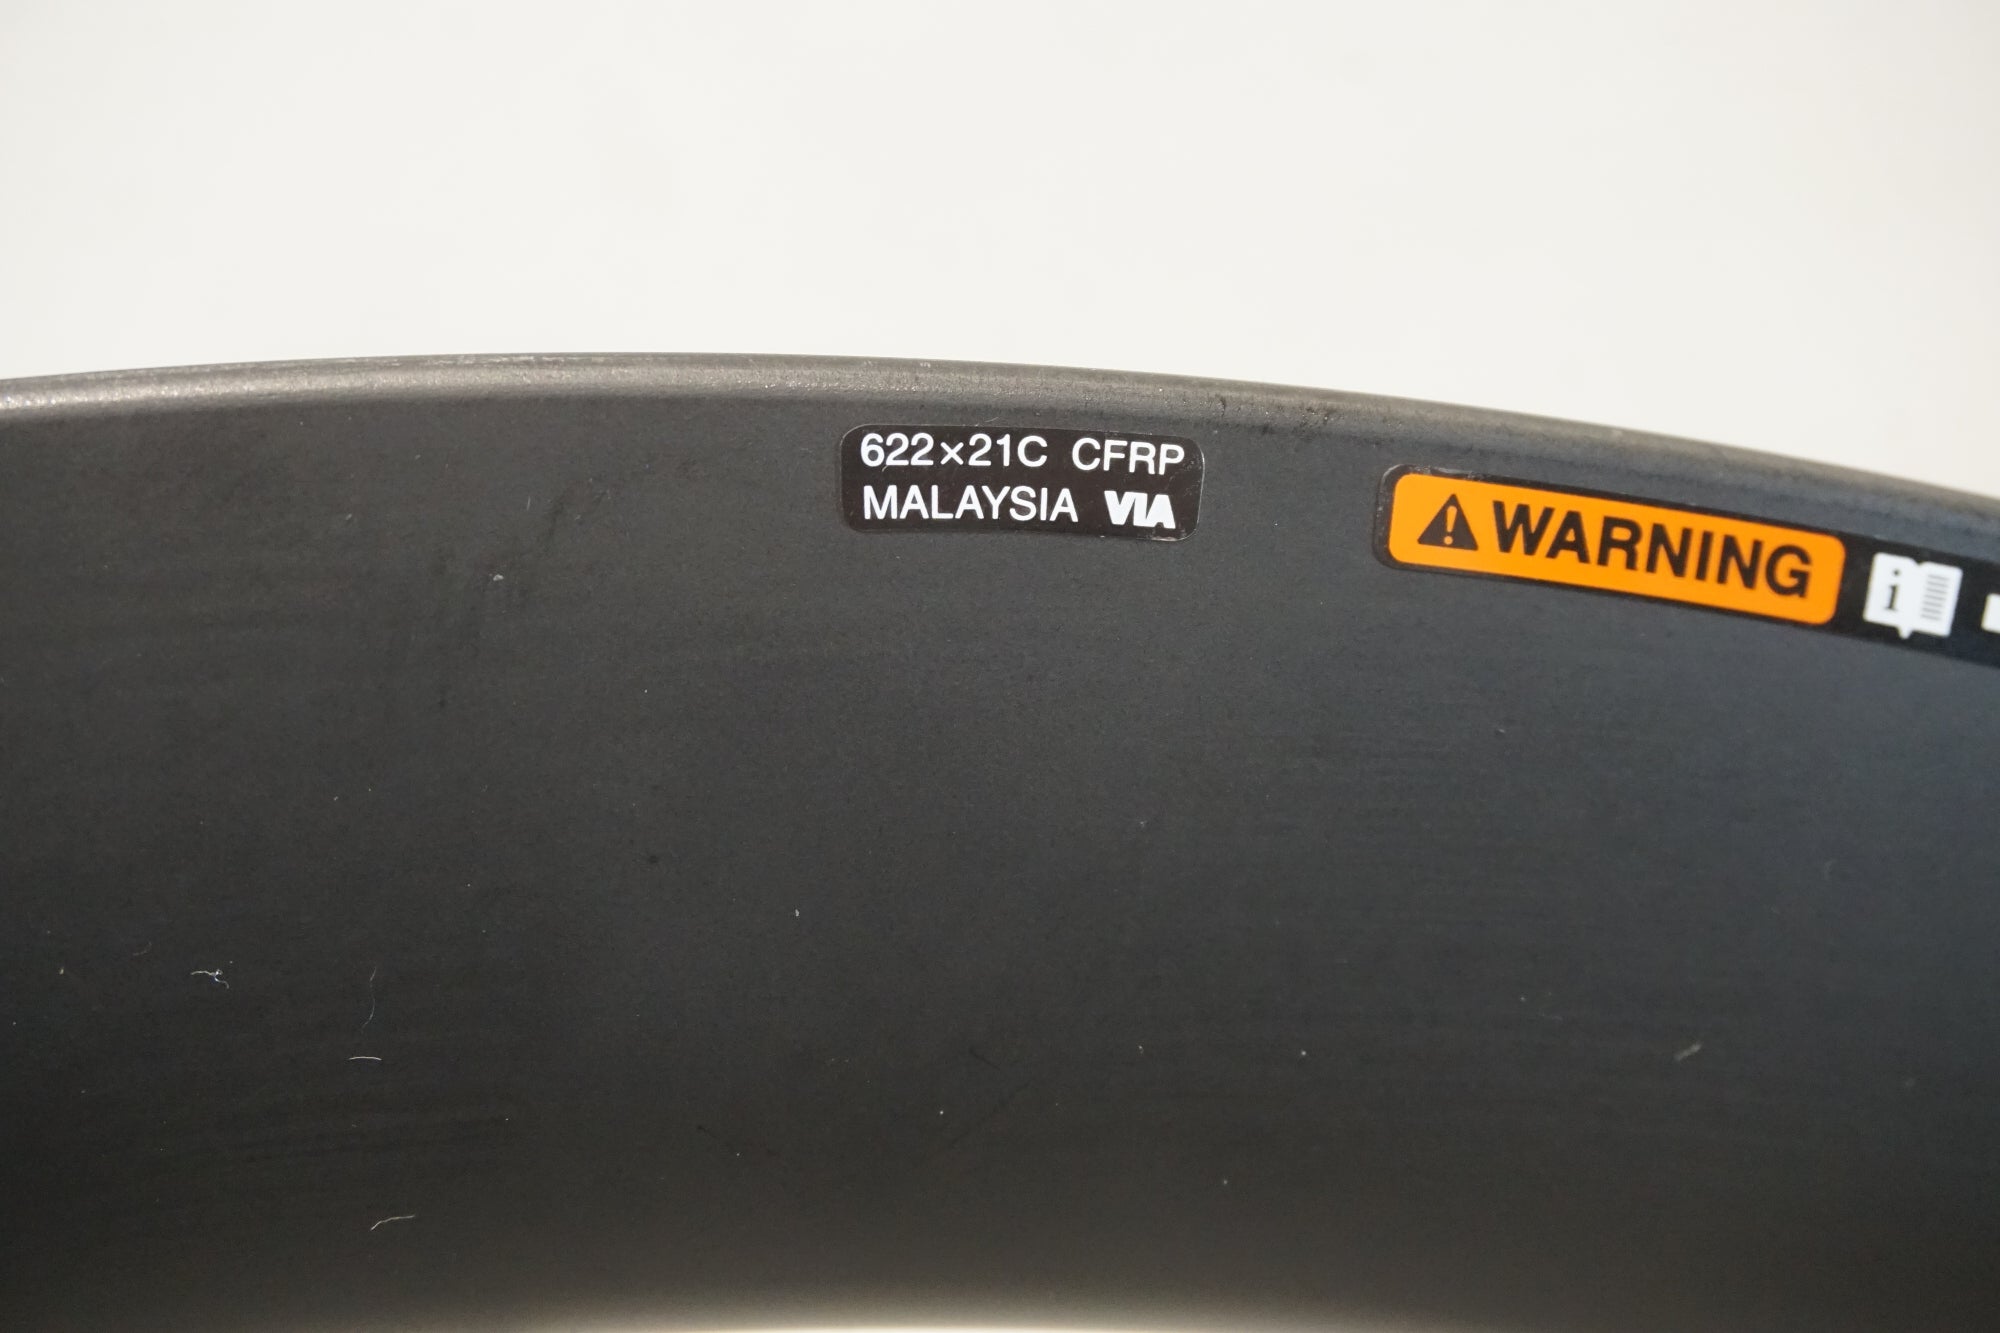 622×21C CFRP
MALAYSIA VIA
WARNING
i